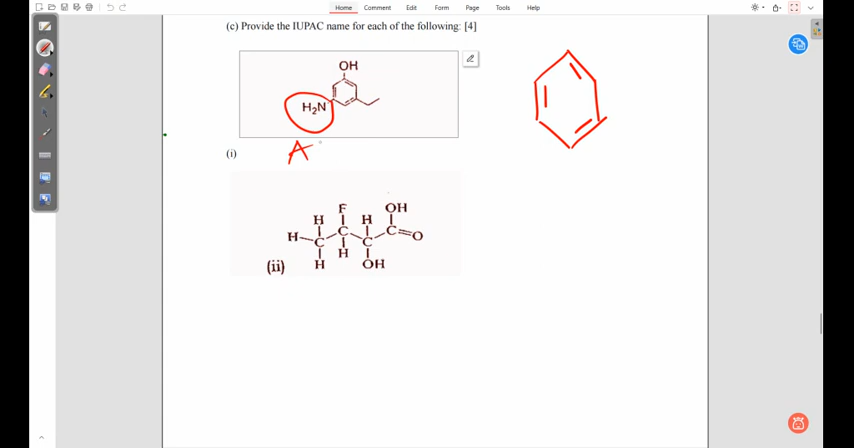 Home Comment Edit Form Page Tools Help
(c) Provide the IUPAC name for each of the following: [4]
OH
H₂N
A
(i)
F OH
H H
H C C C C O
H H OH
(ii)